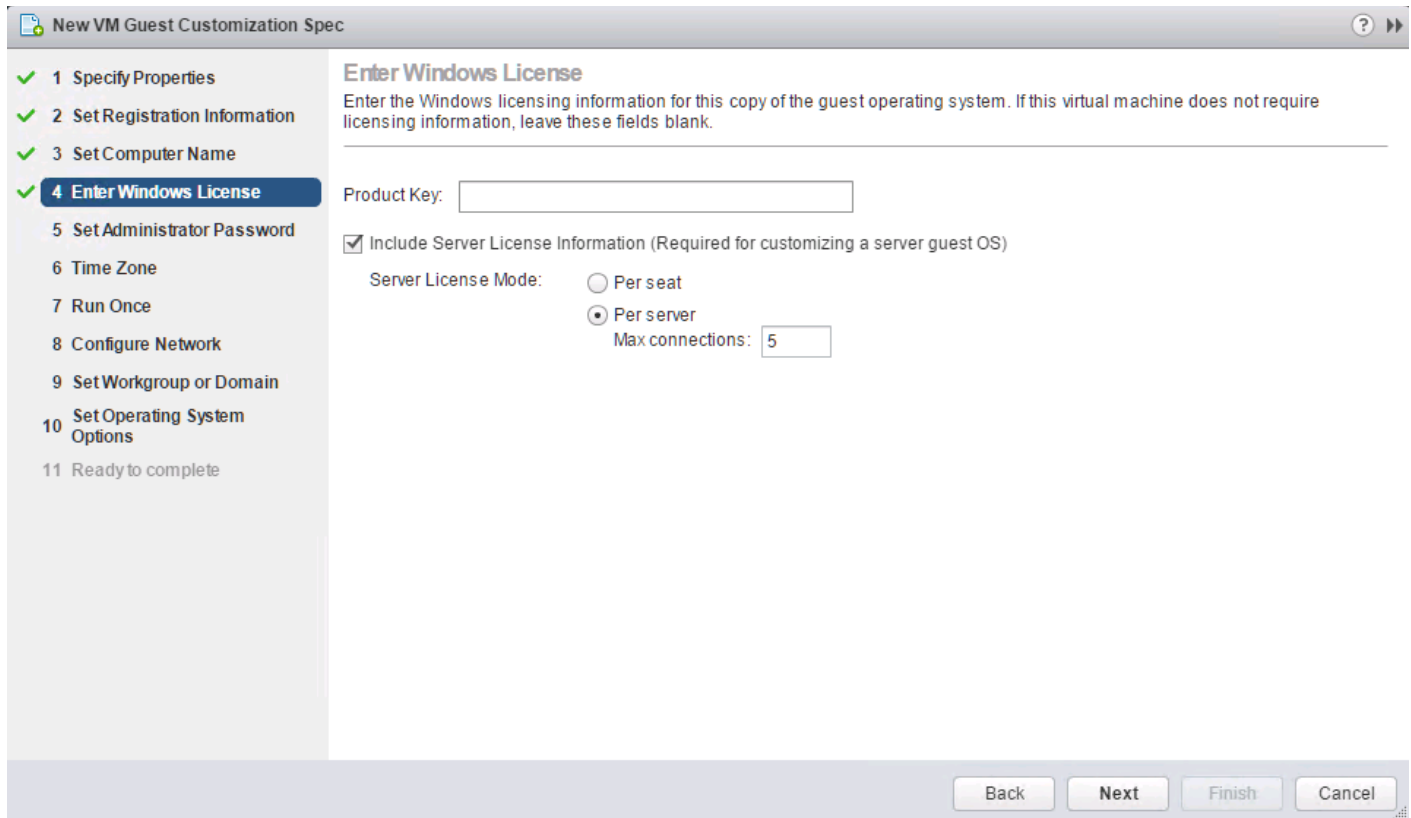 New VM Guest Customization Spec
?
1 Specify Properties
2 Set Registration Information
3 Set Computer Name
4 Enter Windows License
5 Set Administrator Password
6 Time Zone
7 Run Once
8 Configure Network
9 Set Workgroup or Domain
10 Set Operating System
Options
11 Ready to complete
Enter Windows License
Enter the Windows licensing information for this copy of the guest operating system. If this virtual machine does not require
licensing information, leave these fields blank.
Product Key:
Include Server License Information (Required for customizing a server guest OS)
Server License Mode:
Per seat
Per server
Max connections: 5
Back
Next
Finish
Cancel